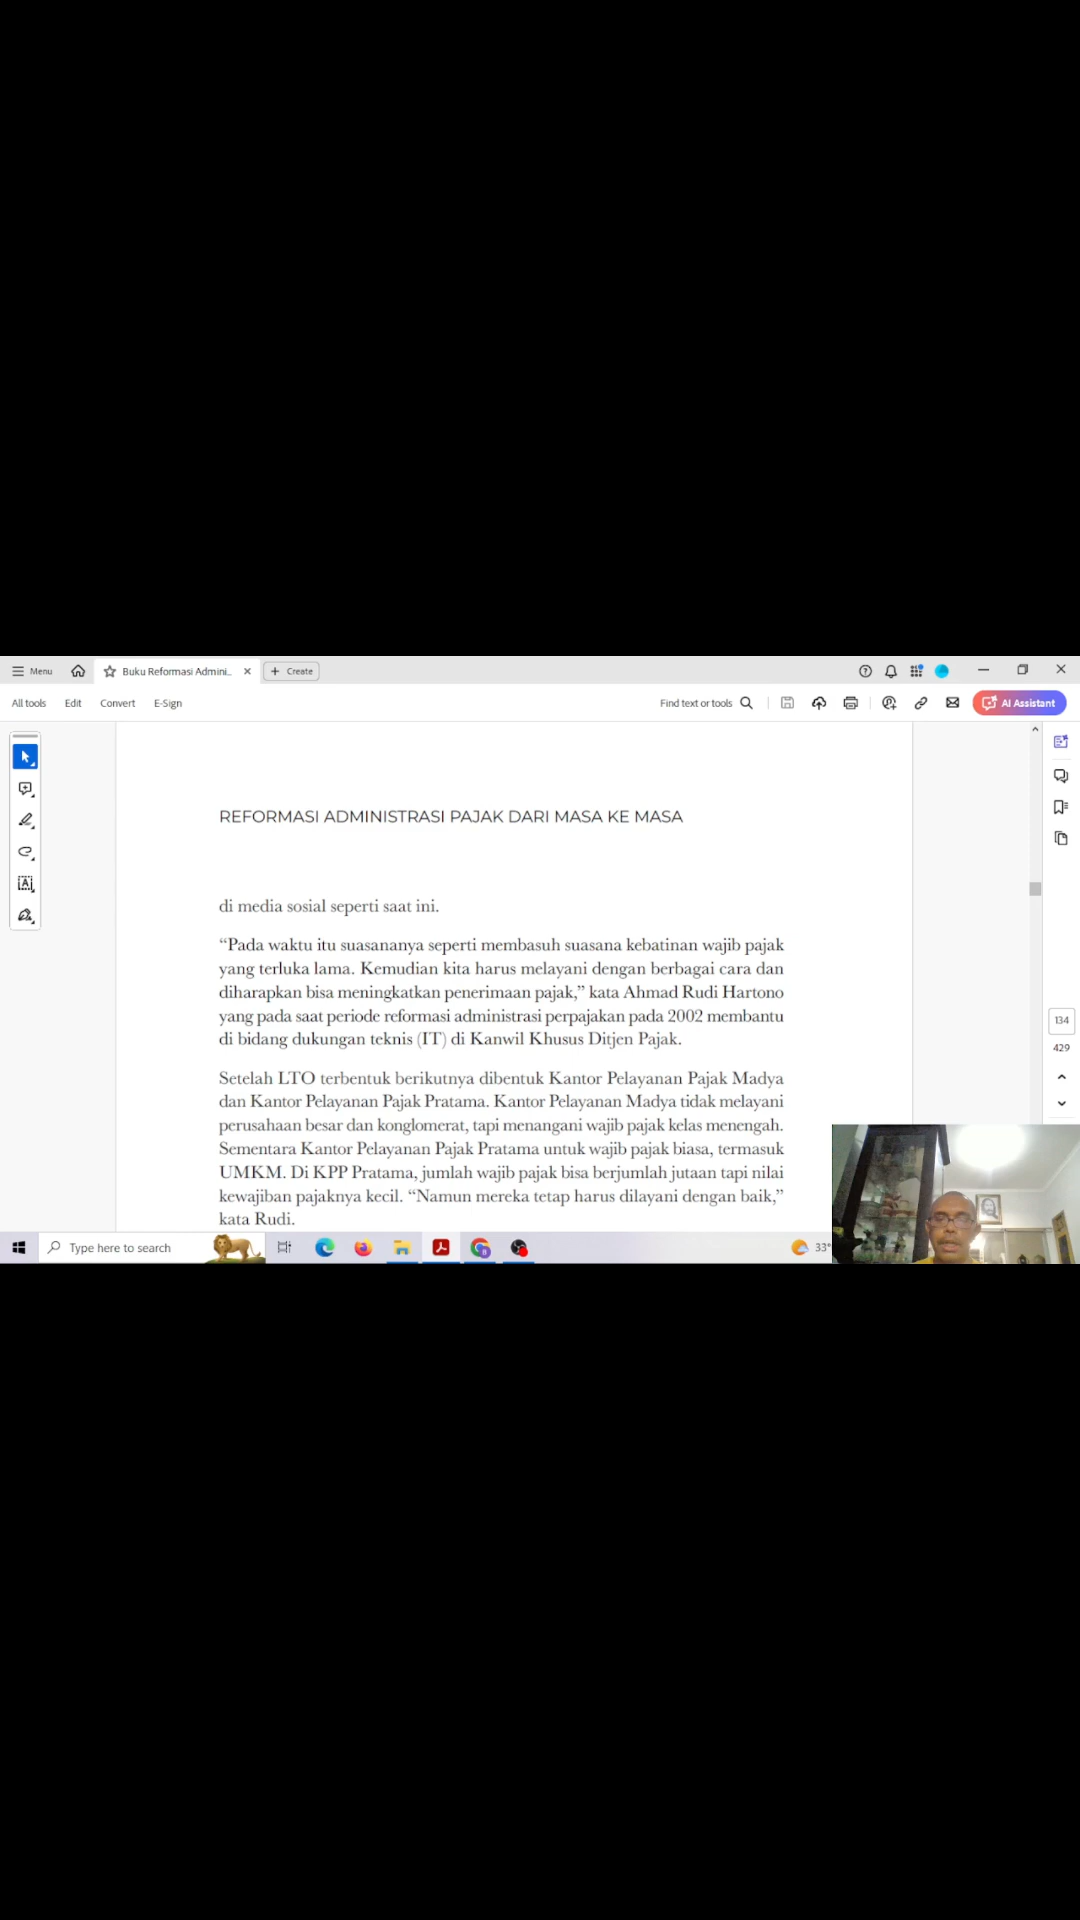 Menu
Buku Reformasi Admini..
Create
All tools
Edit
Convert
E-Sign
Find text or tools
AI Assistant
REFORMASI ADMINISTRASI PAJAK DARI MASA KE MASA
di media sosial seperti saat ini.
“Pada waktu itu suasananya seperti membasuh suasana kebatinan wajib pajak
yang terluka lama. Kemudian kita harus melayani dengan berbagai cara dan
diharapkan bisa meningkatkan penerimaan pajak,” kata Ahmad Rudi Hartono
yang pada saat periode reformasi administrasi perpajakan pada 2002 membantu
di bidang dukungan teknis (IT) di Kanwil Khusus Ditjen Pajak.
Setelah LTO terbentuk berikutnya dibentuk Kantor Pelayanan Pajak Madya
dan Kantor Pelayanan Pajak Pratama. Kantor Pelayanan Madya tidak melayani
perusahaan besar dan konglomerat, tapi menangani wajib pajak kelas menengah.
Sementara Kantor Pelayanan Pajak Pratama untuk wajib pajak biasa, termasuk
UMKM. Di KPP Pratama, jumlah wajib pajak bisa berjumlah jutaan tapi nilai
kewajiban pajaknya kecil. “Namun mereka tetap harus dilayani dengan baik,”
kata Rudi.
134
429
Type here to search
33°